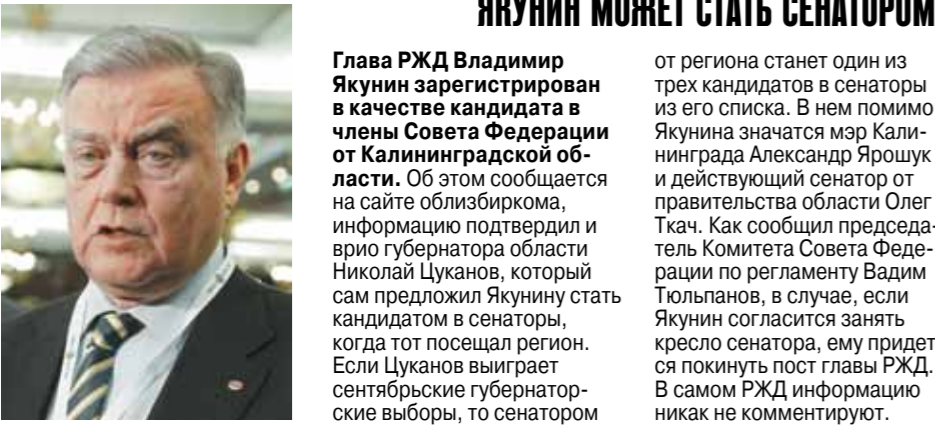 ЯКУНИН МОЖЕТ СТАТЬ СЕНАТОРОМ
Глава РЖД Владимир
Якунин зарегистрирован
в качестве кандидата в
члены Совета Федерации
от Калининградской об-
ласти. Об этом сообщается
на сайте облизбиркома,
информацию подтвердил и
врио губернатора области
Николай Цуканов, который
сам предложил Якунину стать
кандидатом в сенаторы,
когда тот посещал регион.
Если Цуканов выиграет
сентябрьские губернатор-
ские выборы, то сенатором
от региона станет один из
трех кандидатов в сенаторы
из его списка. В нем помимо
Якунина значатся мэр Кали-
нинграда Александр Ярошук
и действующий сенатор от
правительства области Олег
Ткач. Как сообщил председа-
тель Комитета Совета Феде-
рации по регламенту Вадим
Тюльпанов, в случае, если
Якунин согласится занять
кресло сенатора, ему придет
ся покинуть пост главы РЖД.
В самом РЖД информацию
никак не комментируют.